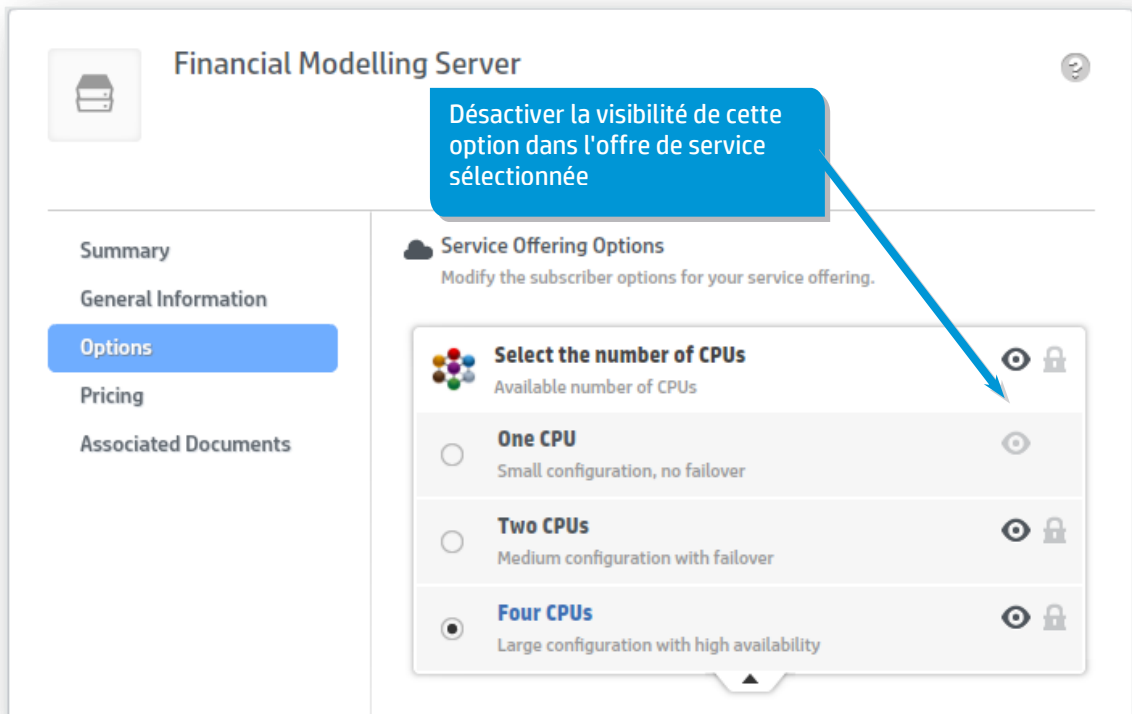 Financial Modelling Server
Désactiver la visibilité de cette
option dans l'offre de service
sélectionnée
Summary
General Information
Options
Pricing
Associated Documents
Service Offering Options
Modify the subscriber options for your service offering.
Select the number of CPUs
Available number of CPUs
One CPU
Small configuration, no failover
Two CPUs
Medium configuration with failover
Four CPUs
Large configuration with high availability